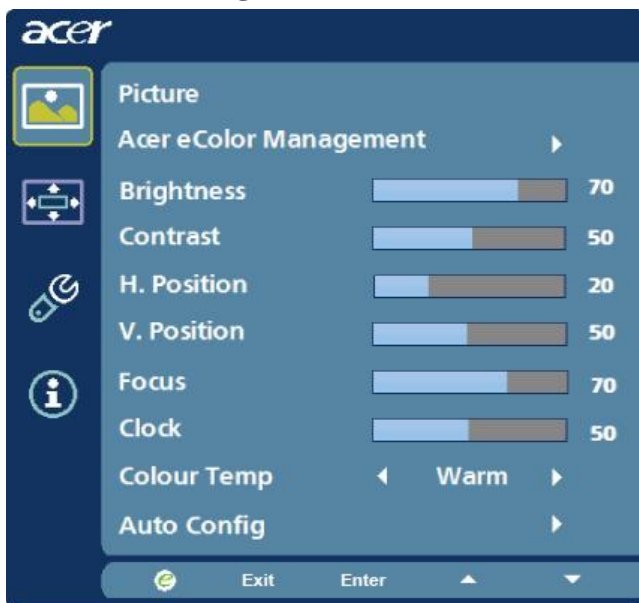 acer
Picture
Acer eColor Management
Brightness 70
Contrast 50
H. Position 20
V. Position 50
Focus 70
Clock 50
Colour Temp Warm
Auto Config
e Exit Enter